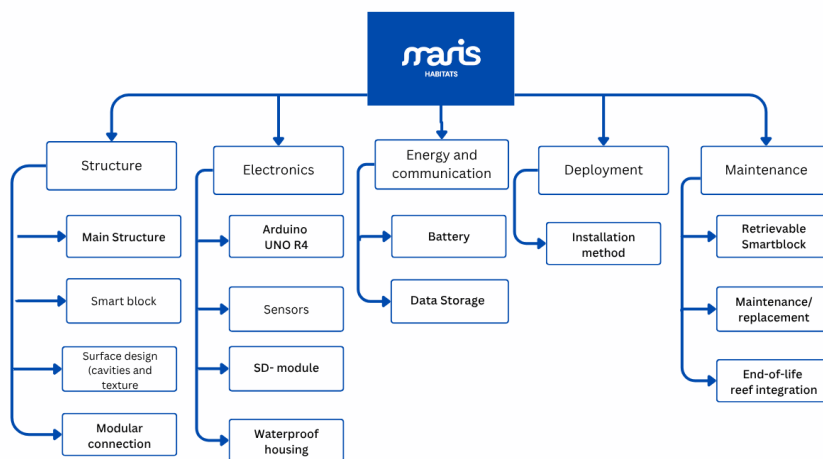 maris
HABITATS
Structure
Electronics
Energy and
communication
Deployment
Maintenance
Main Structure
Smart block
Surface design
(cavities and
texture
Modular
connection
Arduino
UNO R4
Sensors
SD- module
Waterproof
housing
Battery
Data Storage
Installation
method
Retrievable
Smartblock
Maintenance/
replacement
End-of-life
reef integration